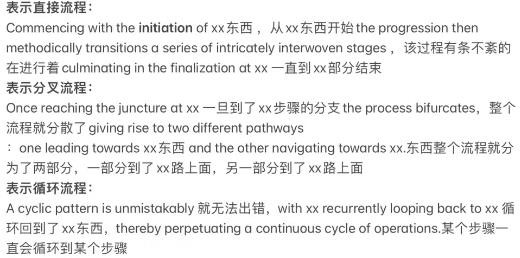 表示直接流程：
Commencing with the initiation of xx东西 ，从xx东西开始the progression then
methodically transitions a series of intricately interwoven stages ，该过程有条不紊的
在进行着culminating in the finalization at xx 一直到xx部分结束
表示分叉流程：
Once reaching the juncture at xx 一旦到了xx步骤的分支the process bifurcates，整个
流程就分散了giving rise to two different pathways
：one leading towards xx东西 and the other navigating towards xx.东西整个流程就分
为了两部分，一部分到了xx路上面，另一部分到了xx路上面
表示循环流程：
A cyclic pattern is unmistakably 就无法出错，with xx recurrently looping back to xx 循
环回到了xx东西，thereby perpetuating a continuous cycle of operations.某个步骤一
直会循环到某个步骤